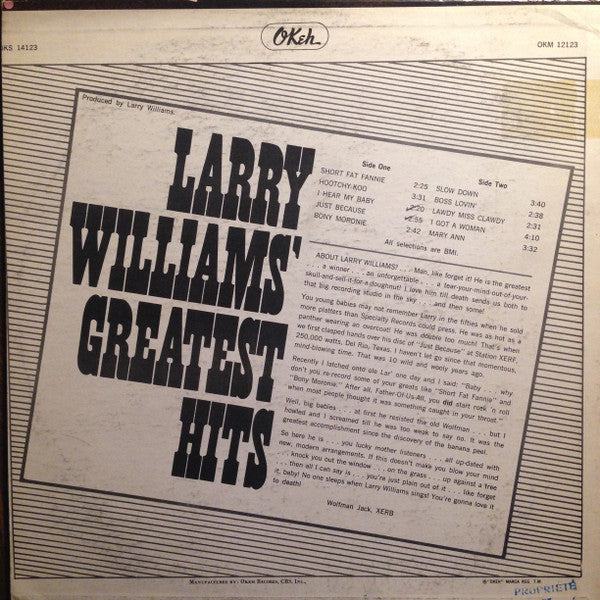 OKeh
KS 14123
OKM 12123
Produced by Larry Williams.
LARRY
WILLIAMS'
GREATEST
HITS
Side One
SHORT FAT FANNIE 2:25
HOOTCHY-KOO 3:31
I HEAR MY BABY 2:20
JUST BECAUSE 2:55
BONY MORONIE 2:42
Side Two
SLOW DOWN 3:40
BOSS LOVIN' 2:38
LAWDY MISS CLAWDY 2:31
I GOT A WOMAN 4:10
MARY ANN 3:32
All selections are BMI.
ABOUT LARRY WILLIAMS? . . . Man, like forget it! He is the greatest
. . . a winner . . . an unforgettable . . . a tear-your-mind out-of-your-
skull-and-sell-it-for-a-doughnut! I love him till death sends us both to
that big recording studio in the sky . . . and then some!
You young babies may not remember Larry in the fifties when he sold
more platters than Specialty Records could press. He was as hot as a
panther wearing an overcoat! He was double too much! That's when
we first clapped hands over his disc of "Just Because" at Station XERF,
250,000 watts, Del Rio, Texas. I haven't let go since that momentous,
mind-blowing time. That was 10 wild and wooly years ago.
Recently I latched onto ole Lar' one day and I said: "Baby . . . why
don't you re-record some of your greats like "Short Fat Fannie" and
"Bony Moronie." After all, Father-Of-Us-All, you did start rock 'n roll
when most people thought it was something caught in your throat."
Well, big babies . . . at first he resisted the old Wolfman . . . but I
howled and I screamed till he was too weak to say no. It was the
greatest accomplishment since the discovery of the banana peel.
So here he is . . . you lucky mother listeners . . . all up-dated with
new, modern arrangements. If this doesn't make you blow your mind
. . . knock you cut the window . . . on the grass . . . up against a tree
. . . then all I can say is . . . you're just plain out of it . . . like forget
it, baby! No one sleeps when Larry Williams sings! You're gonna love it
to death!
Wolfman Jack, XERB
MANUFACTURED BY: OKEH RECORDS, CBS, INC.,
® "OKEH" MARCA REG. T.M.
PROPRIETE